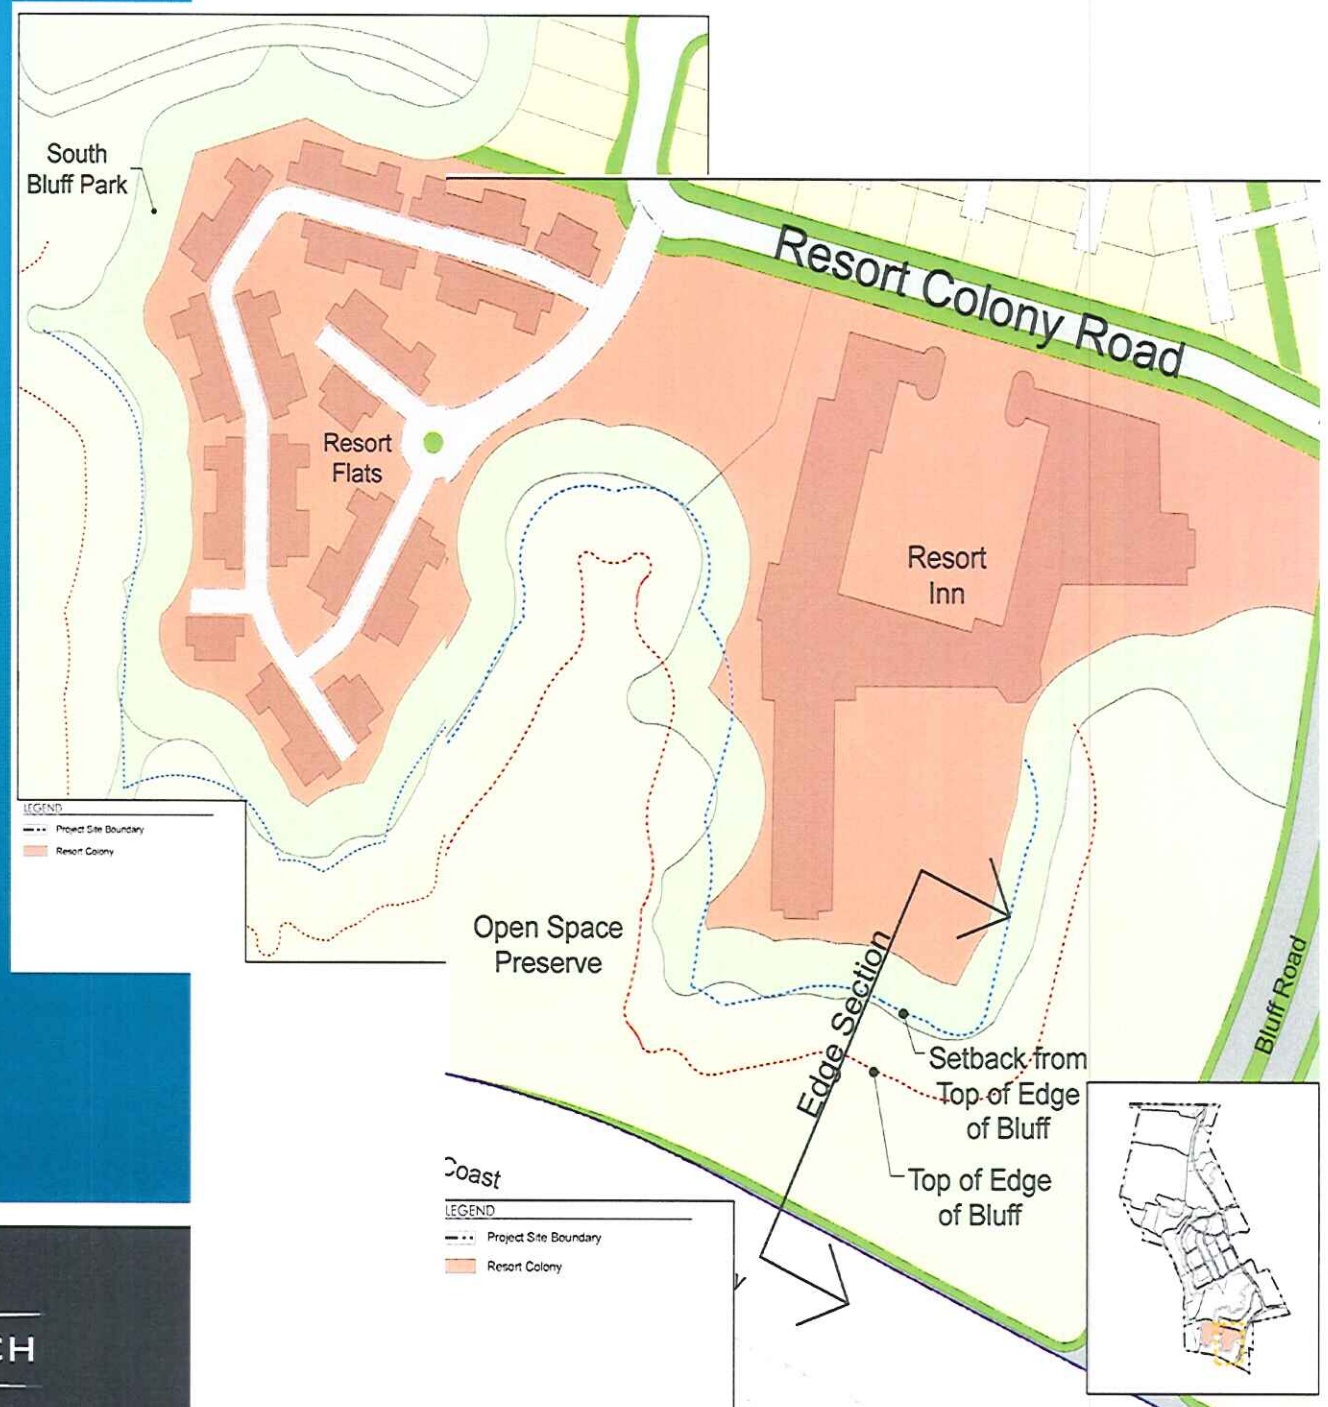 South
Bluff Park
Resort Colony Road
Resort
Flats
Resort
Inn
LEGEND
Project Site Boundary
Resort Colony
Open Space
Preserve
Edge Section
Bluff Road
Setback from
Top of Edge
of Bluff
Top of Edge
of Bluff
Coast
LEGEND
Project Site Boundary
Resort Colony
y
CH